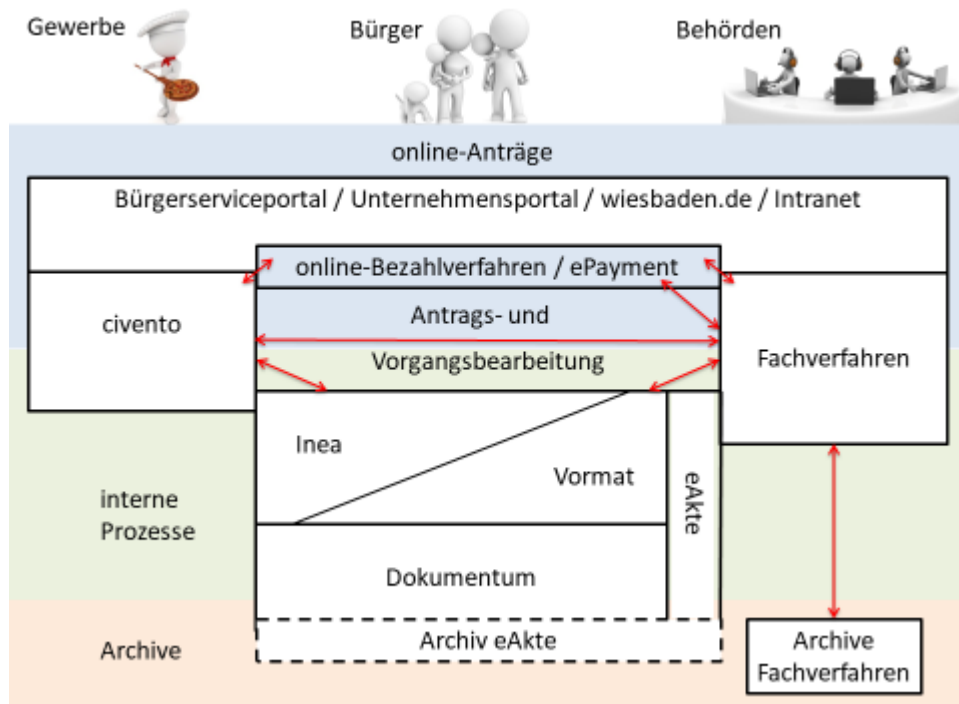 Gewerbe
Bürger
Behörden
online-Anträge
Bürgerserviceportal / Unternehmensportal / wiesbaden.de / Intranet
online-Bezahlverfahren / ePayment
civento
Antrags- und
Vorgangsbearbeitung
Fachverfahren
Inea
Vormat
eAkte
interne
Prozesse
Dokumentum
Archive
Archiv eAkte
Archive
Fachverfahren